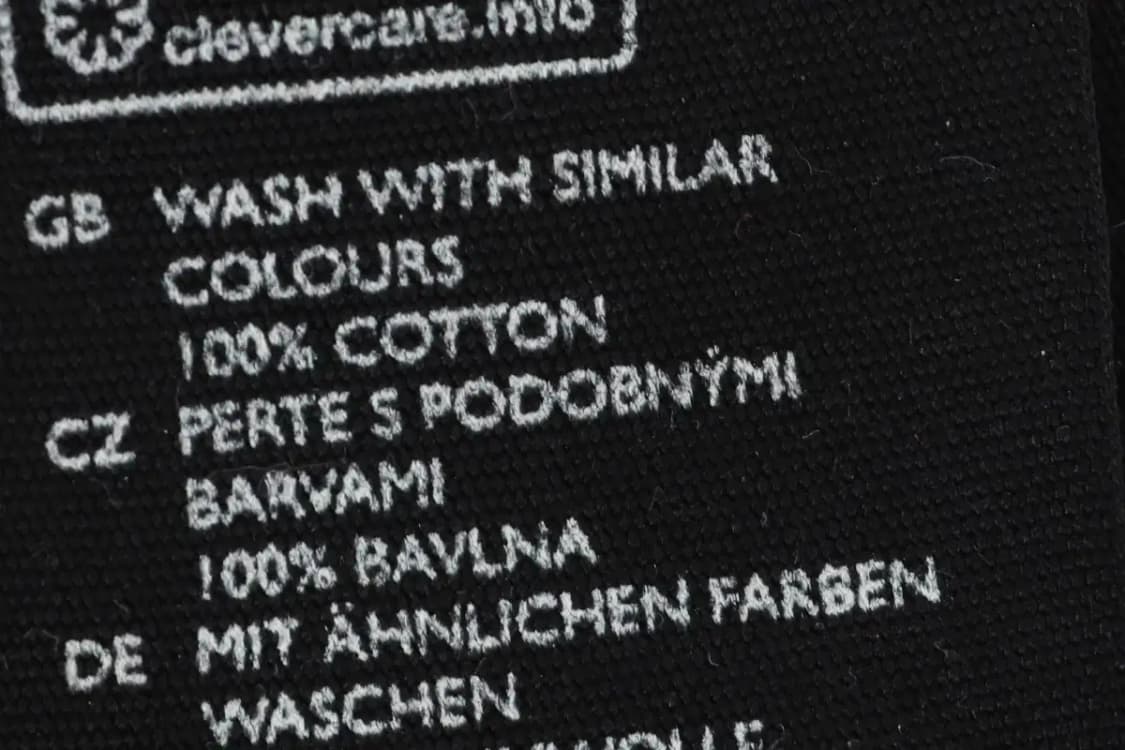 clevercare.info
GB WASH WITH SIMILAR
COLOURS
100% COTTON
CZ PERTE S PODOBNÝMI
BARVAMI
100% BAVLNA
DE MIT ÄHNLICHEN FARBEN
WASCHEN